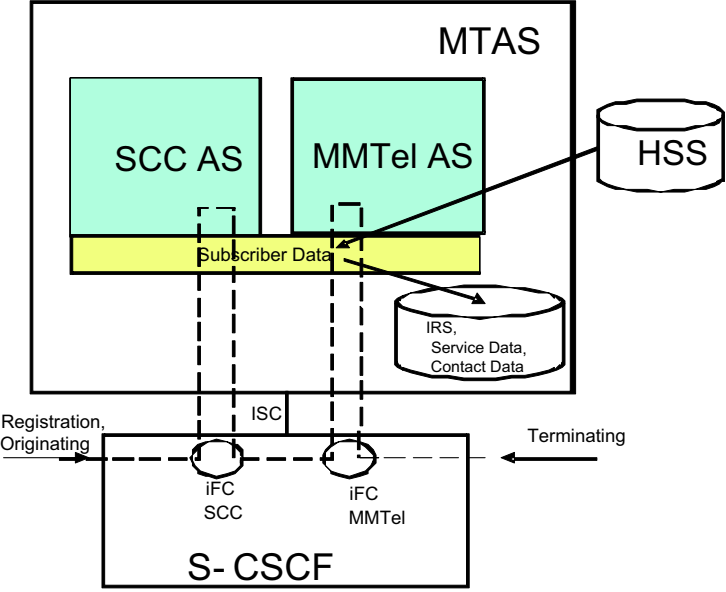 MTAS
SCC AS
MMTel AS
HSS
Subscriber Data
IRS,
Service Data,
Contact Data
ISC
Registration,
Originating
Terminating
iFC
SCC
iFC
MMTel
S- CSCF